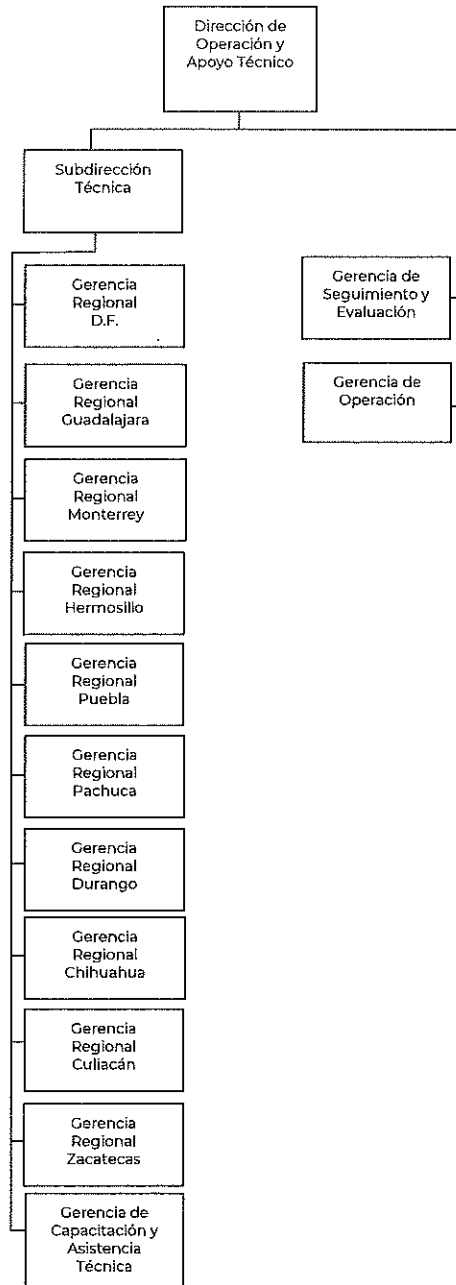 Dirección de
Operación y
Apoyo Técnico
Subdirección
Técnica
Gerencia
Regional
D.F.
Gerencia
Regional
Guadalajara
Gerencia
Regional
Monterrey
Gerencia
Regional
Hermosillo
Gerencia
Regional
Puebla
Gerencia
Regional
Pachuca
Gerencia
Regional
Durango
Gerencia
Regional
Chihuahua
Gerencia
Regional
Culiacán
Gerencia
Regional
Zacatecas
Gerencia de
Capacitación y
Asistencia
Técnica
Gerencia de
Seguimiento y
Evaluación
Gerencia de
Operación